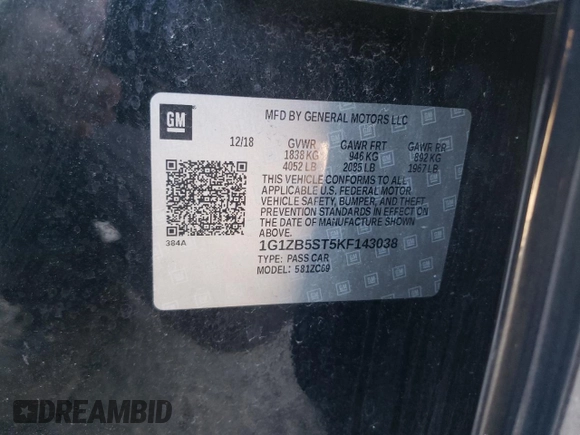 GM
MFD BY GENERAL MOTORS LLC
12/18 GVWR GAWR FRT GAWR RR
1838 KG 946 KG 892 KG
4052 LB 2085 LB 1967 LB
THIS VEHICLE CONFORMS TO ALL
APPLICABLE U.S. FEDERAL MOTOR
VEHICLE SAFETY, BUMPER, AND THEFT
PREVENTION STANDARDS IN EFFECT ON
THE DATE OF MANUFACTURE SHOWN
ABOVE.
384A
1G1ZB5ST5KF143038
TYPE: PASS CAR
MODEL: 581ZC69
DREAMBID